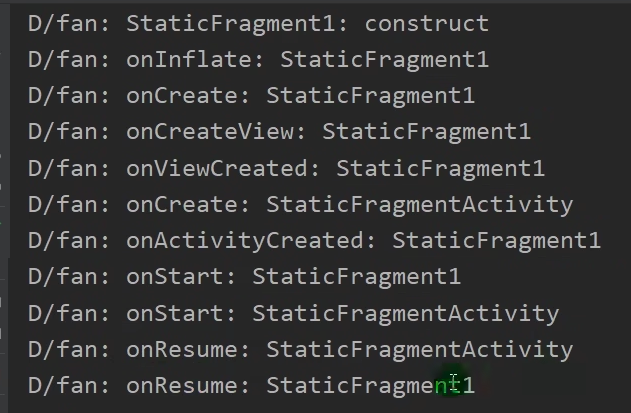 D/fan: StaticFragment1: construct
D/fan: onInflate: StaticFragment1
D/fan: onCreate: StaticFragment1
D/fan: onCreateView: StaticFragment1
D/fan: onViewCreated: StaticFragment1
D/fan: onCreate: StaticFragmentActivity
D/fan: onActivityCreated: StaticFragment1
D/fan: onStart: StaticFragment1
D/fan: onStart: StaticFragmentActivity
D/fan: onResume: StaticFragmentActivity
D/fan: onResume: StaticFragment1